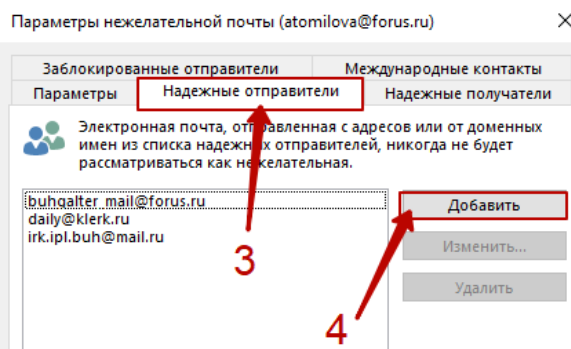 Параметры нежелательной почты (atomilova@forus.ru)
Заблокированные отправители
Международные контакты
Параметры
Надежные отправители
Надежные получатели
Электронная почта, отправленная с адресов или от доменных
имен из списка надежных отправителей, никогда не будет
рассматриваться как нежелательная.
buhgalter_mail@forus.ru
daily@klerk.ru
irk.ipl.buh@mail.ru
Добавить
Изменить...
Удалить
3
4